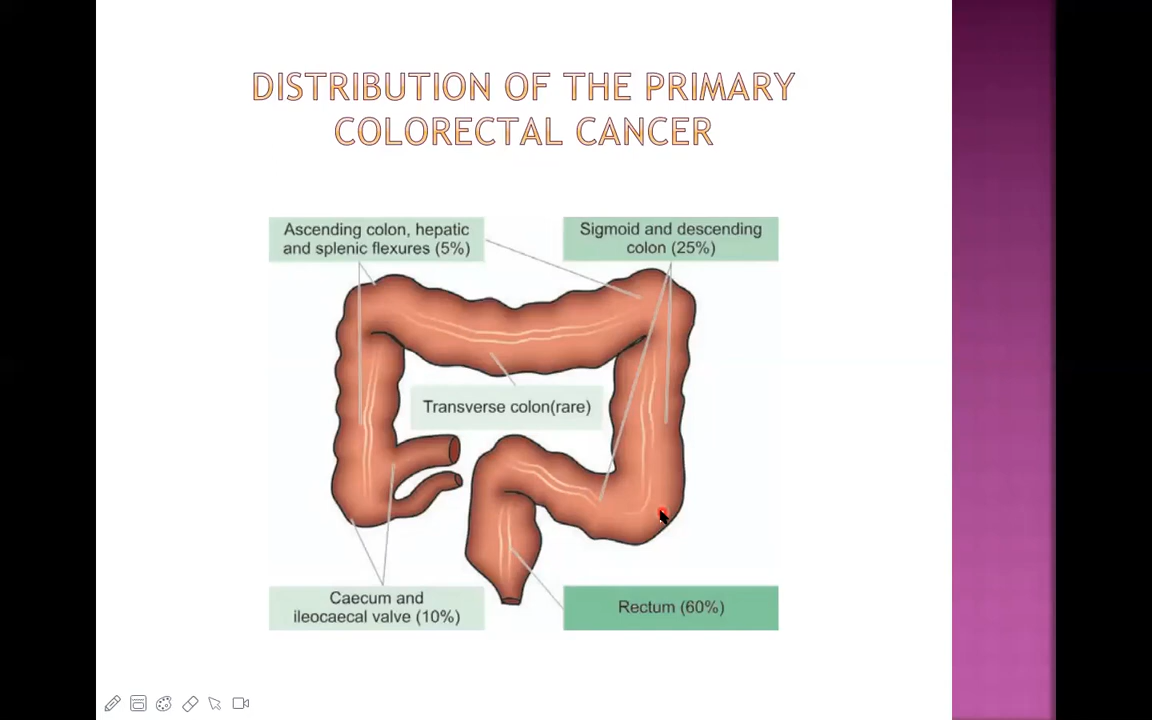 DISTRIBUTION OF THE PRIMARY
COLORECTAL CANCER
Ascending colon, hepatic
and splenic flexures (5%)
Sigmoid and descending
colon (25%)
Transverse colon(rare)
Caecum and
ileocaecal valve (10%)
Rectum (60%)